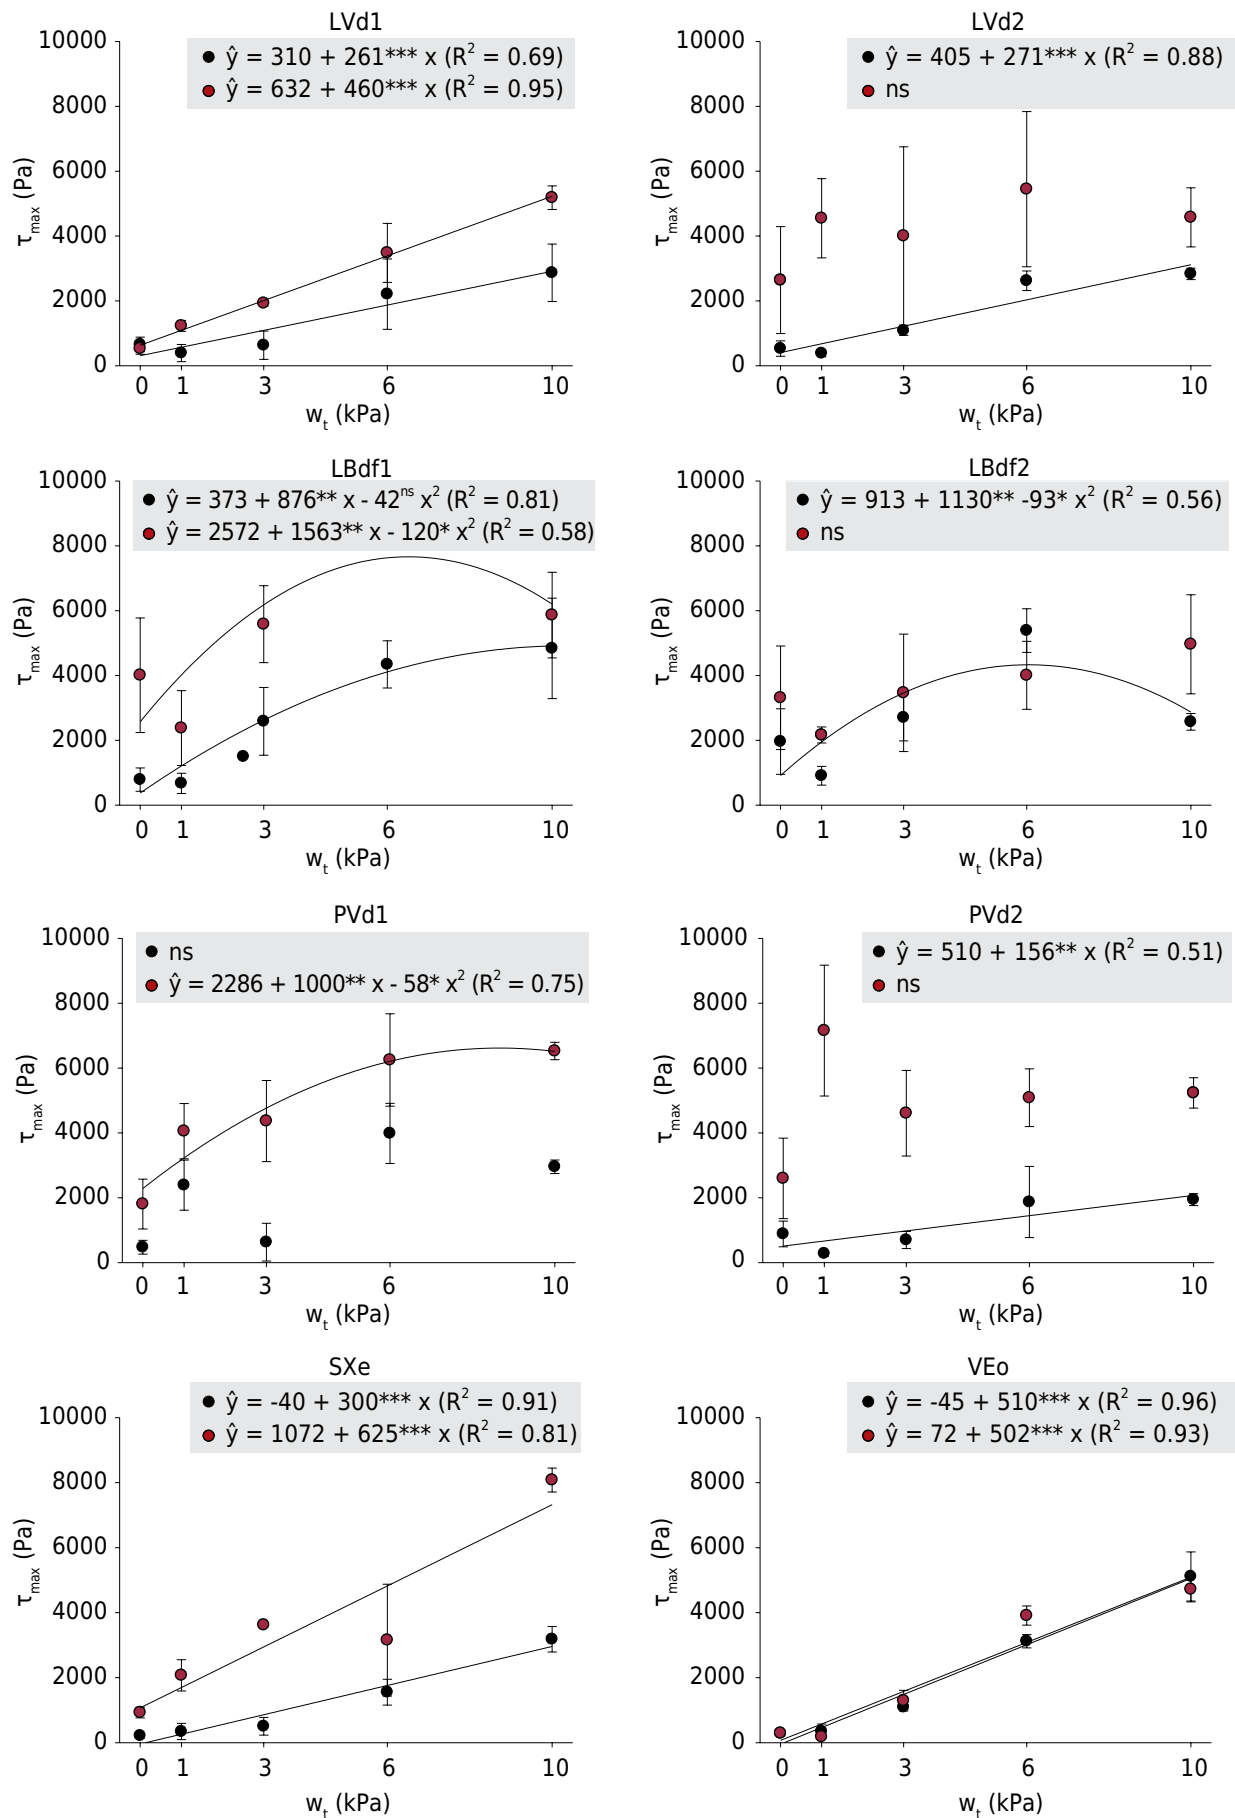 LVd1
ŷ = 310 + 261*** x (R² = 0.69)
ŷ = 632 + 460*** x (R² = 0.95)
10000
8000
6000
4000
2000
0
τmax (Pa)
0 1 3 6 10
wt (kPa)
LVd2
ŷ = 405 + 271*** x (R² = 0.88)
ns
10000
8000
6000
4000
2000
0
τmax (Pa)
0 1 3 6 10
wt (kPa)
LBdf1
ŷ = 373 + 876** x - 42ⁿˢ x² (R² = 0.81)
ŷ = 2572 + 1563** x - 120* x² (R² = 0.58)
10000
8000
6000
4000
2000
0
τmax (Pa)
0 1 3 6 10
wt (kPa)
LBdf2
ŷ = 913 + 1130** -93* x² (R² = 0.56)
ns
10000
8000
6000
4000
2000
0
τmax (Pa)
0 1 3 6 10
wt (kPa)
PVd1
ns
ŷ = 2286 + 1000** x - 58* x² (R² = 0.75)
10000
8000
6000
4000
2000
0
τmax (Pa)
0 1 3 6 10
wt (kPa)
PVd2
ŷ = 510 + 156** x (R² = 0.51)
ns
10000
8000
6000
4000
2000
0
τmax (Pa)
0 1 3 6 10
wt (kPa)
SXe
ŷ = -40 + 300*** x (R² = 0.91)
ŷ = 1072 + 625*** x (R² = 0.81)
10000
8000
6000
4000
2000
0
τmax (Pa)
0 1 3 6 10
wt (kPa)
VEo
ŷ = -45 + 510*** x (R² = 0.96)
ŷ = 72 + 502*** x (R² = 0.93)
10000
8000
6000
4000
2000
0
τmax (Pa)
0 1 3 6 10
wt (kPa)